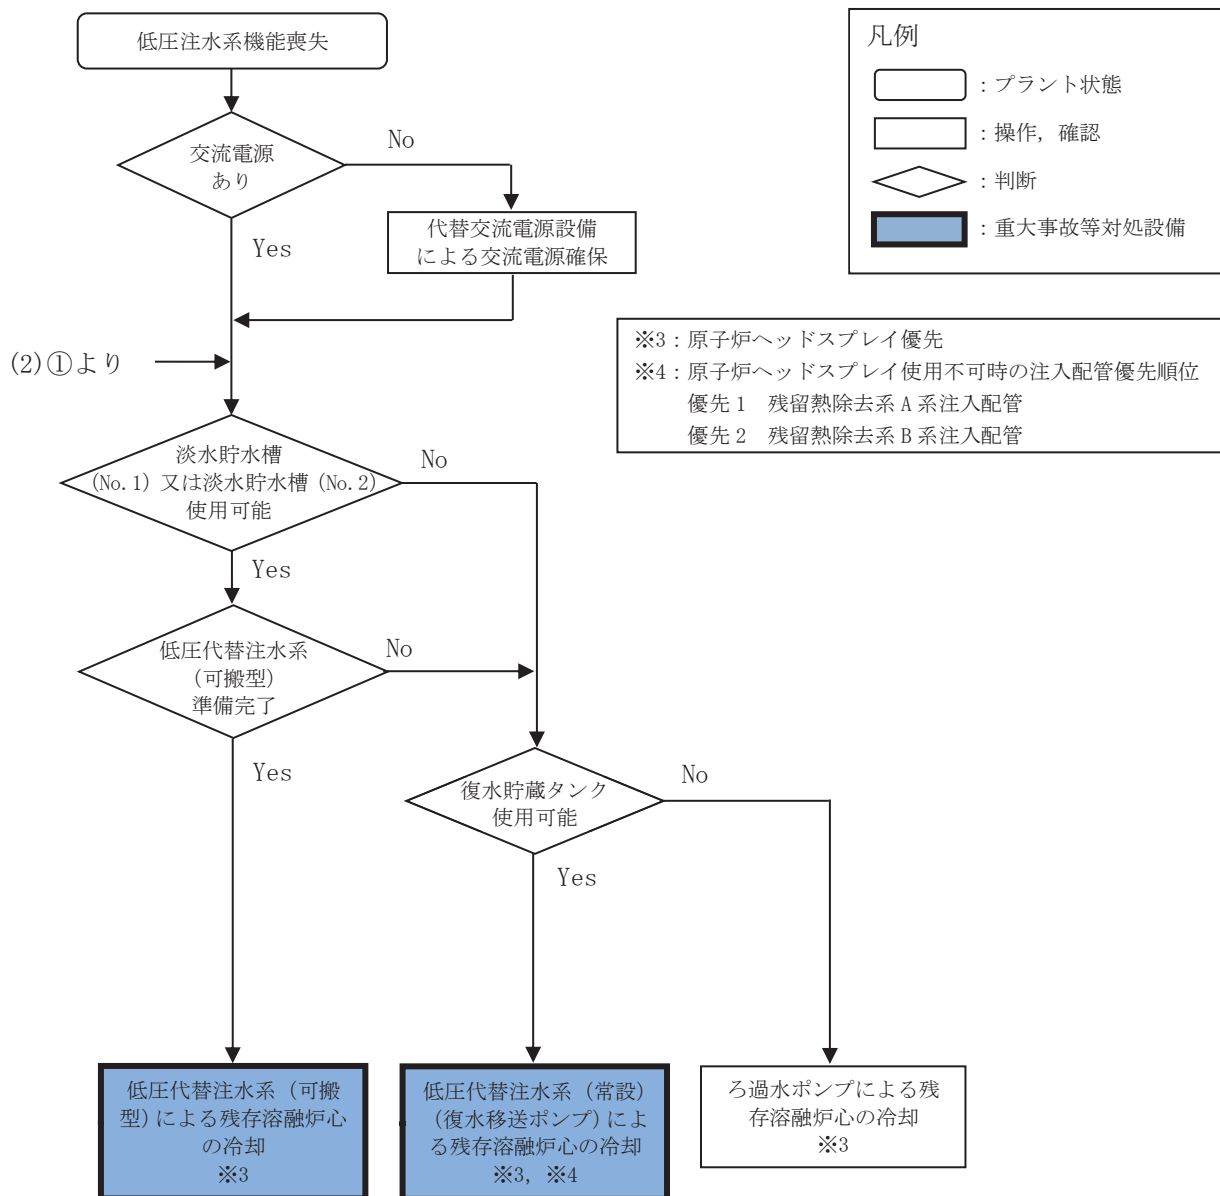 低圧注水系機能喪失
交流電源
あり
No
Yes
代替交流電源設備
による交流電源確保
(2)①より
淡水貯水槽
(No.1) 又は淡水貯水槽 (No.2)
使用可能
No
Yes
低圧代替注水系
(可搬型)
準備完了
No
Yes
復水貯蔵タンク
使用可能
No
Yes
低圧代替注水系 (可搬
型)による残存溶融炉心
の冷却
※3
低圧代替注水系 (常設)
(復水移送ポンプ)によ
る残存溶融炉心の冷却
※3, ※4
ろ過水ポンプによる残
存溶融炉心の冷却
※3
凡例
：プラント状態
：操作，確認
：判断
：重大事故等対処設備
※3：原子炉ヘッドスプレイ優先
※4：原子炉ヘッドスプレイ使用不可時の注入配管優先順位
優先 1　残留熱除去系 A 系注入配管
優先 2　残留熱除去系 B 系注入配管